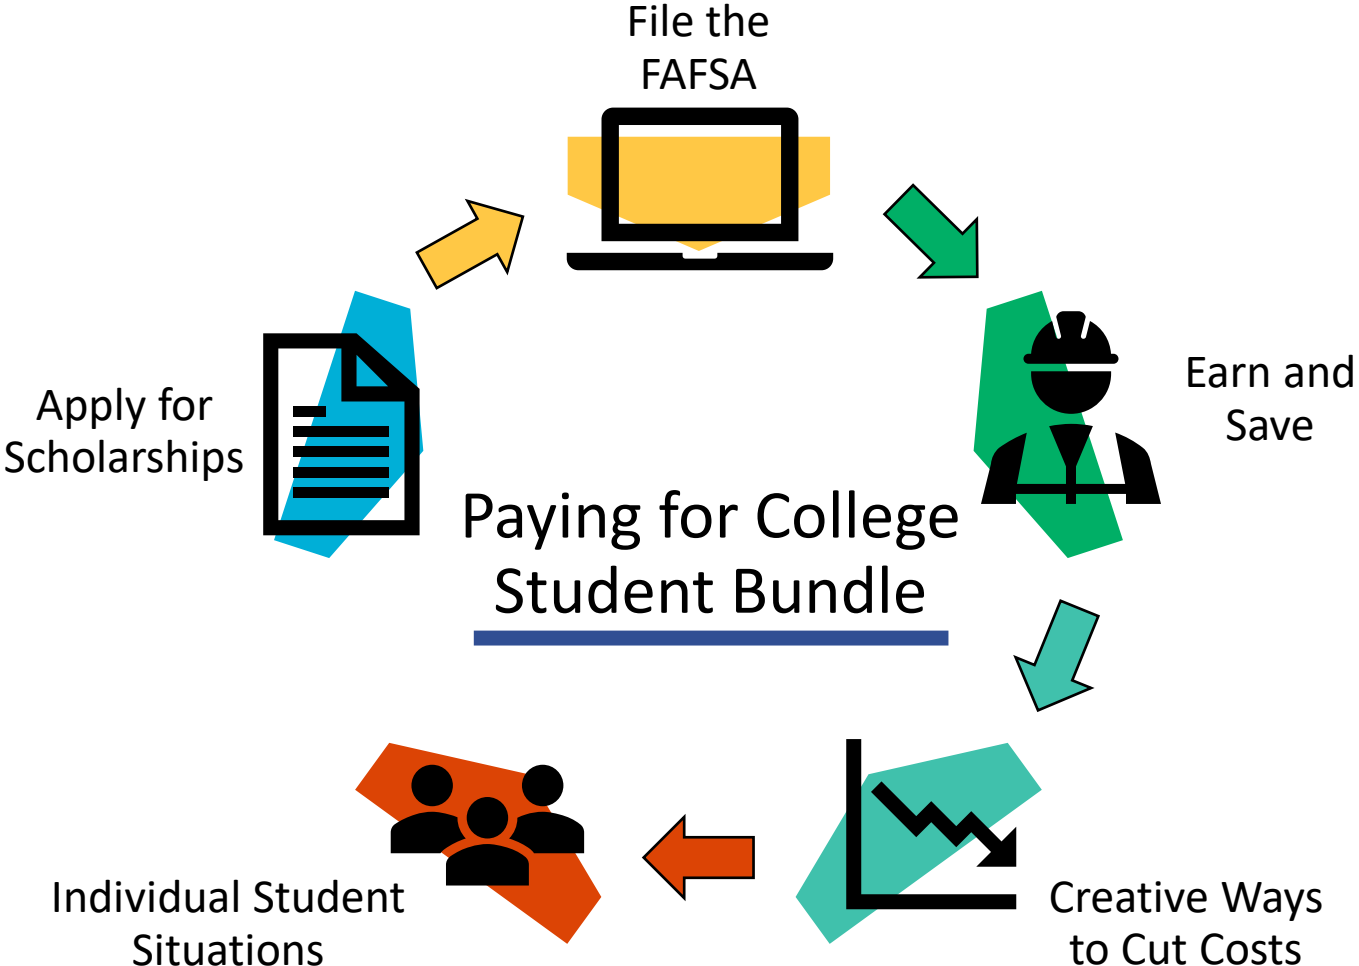 File the
FAFSA
Earn and
Save
Apply for
Scholarships
Paying for College
Student Bundle
Individual Student
Situations
Creative Ways
to Cut Costs